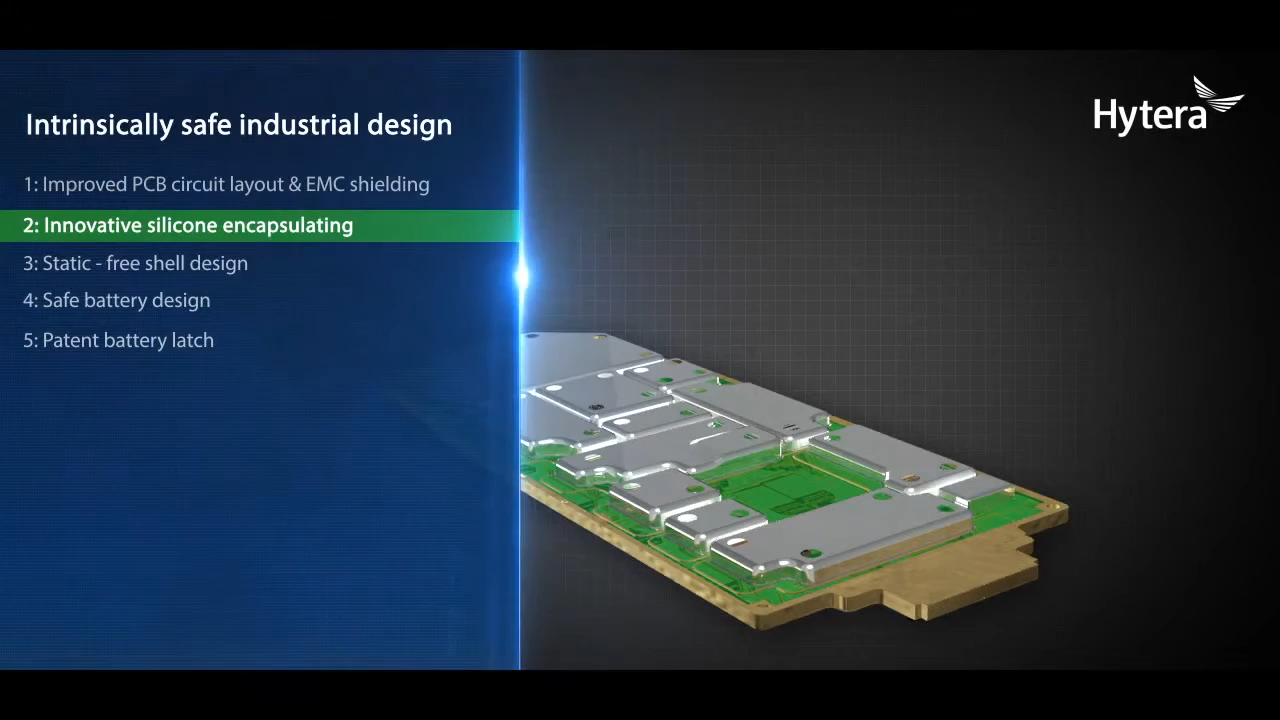 Intrinsically safe industrial design
1: Improved PCB circuit layout & EMC shielding
2: Innovative silicone encapsulating
3: Static - free shell design
4: Safe battery design
5: Patent battery latch
Hytera